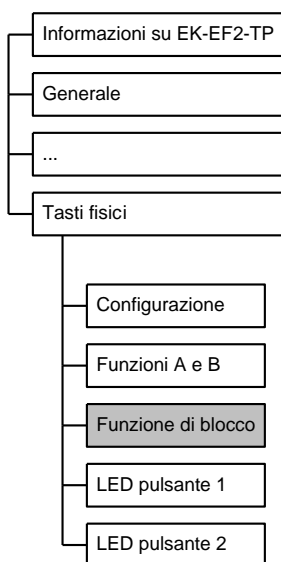 Informazioni su EK-EF2-TP
Generale
...
Tasti fisici
Configurazione
Funzioni A e B
Funzione di blocco
LED pulsante 1
LED pulsante 2